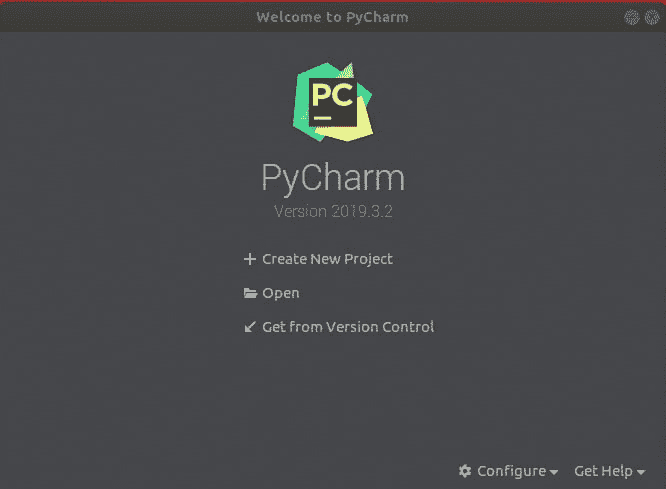 Welcome to PyCharm
PC
PyCharm
Version 2019.3.2
Create New Project
Open
Get from Version Control
Configure Get Help